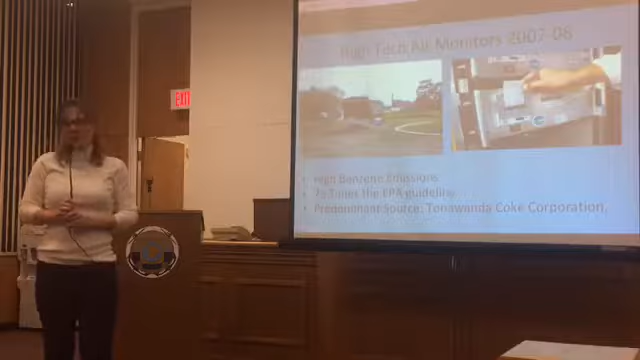 High Tech Air Monitors 2007-08
EXIT
• High Benzene Emissions
• 75 Times the EPA guideline
• Predominant Source: Tonawanda Coke Corporation